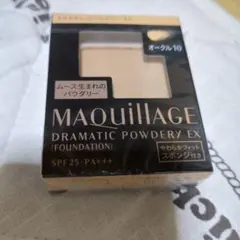 オークル10
ムース生まれの
パウダリー
MAQUillAGE
DRAMATIC POWDERY EX
(FOUNDATION)
やわらかフィット
スポンジ付き
SPF25・PA+++